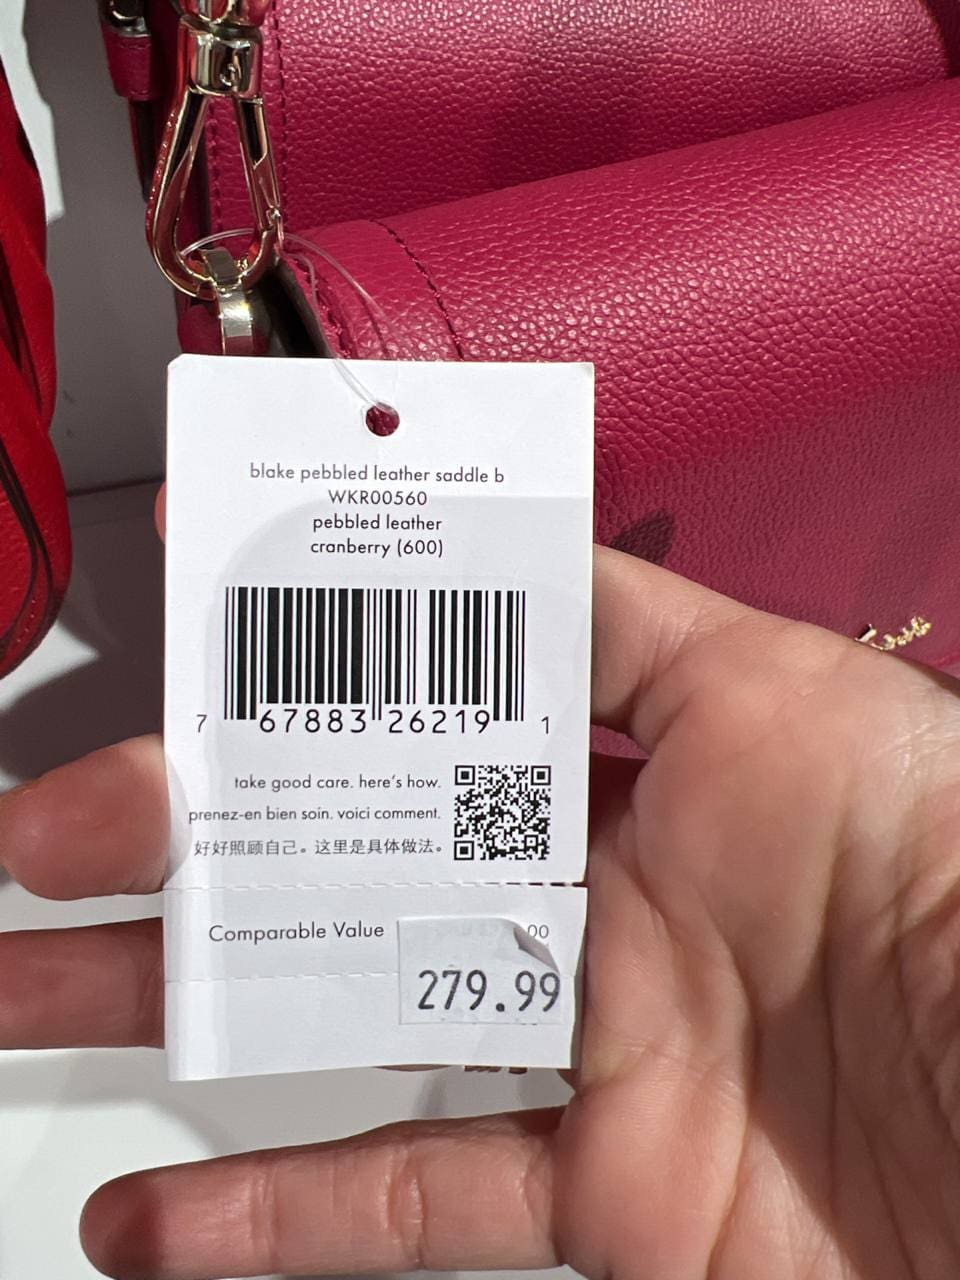 blake pebbled leather saddle b
WKR00560
pebbled leather
cranberry (600)
7 67883 26219 1
take good care. here's how.
prenez-en bien soin. voici comment.
好好照顾自己。这里是具体做法。
Comparable Value .00
279.99